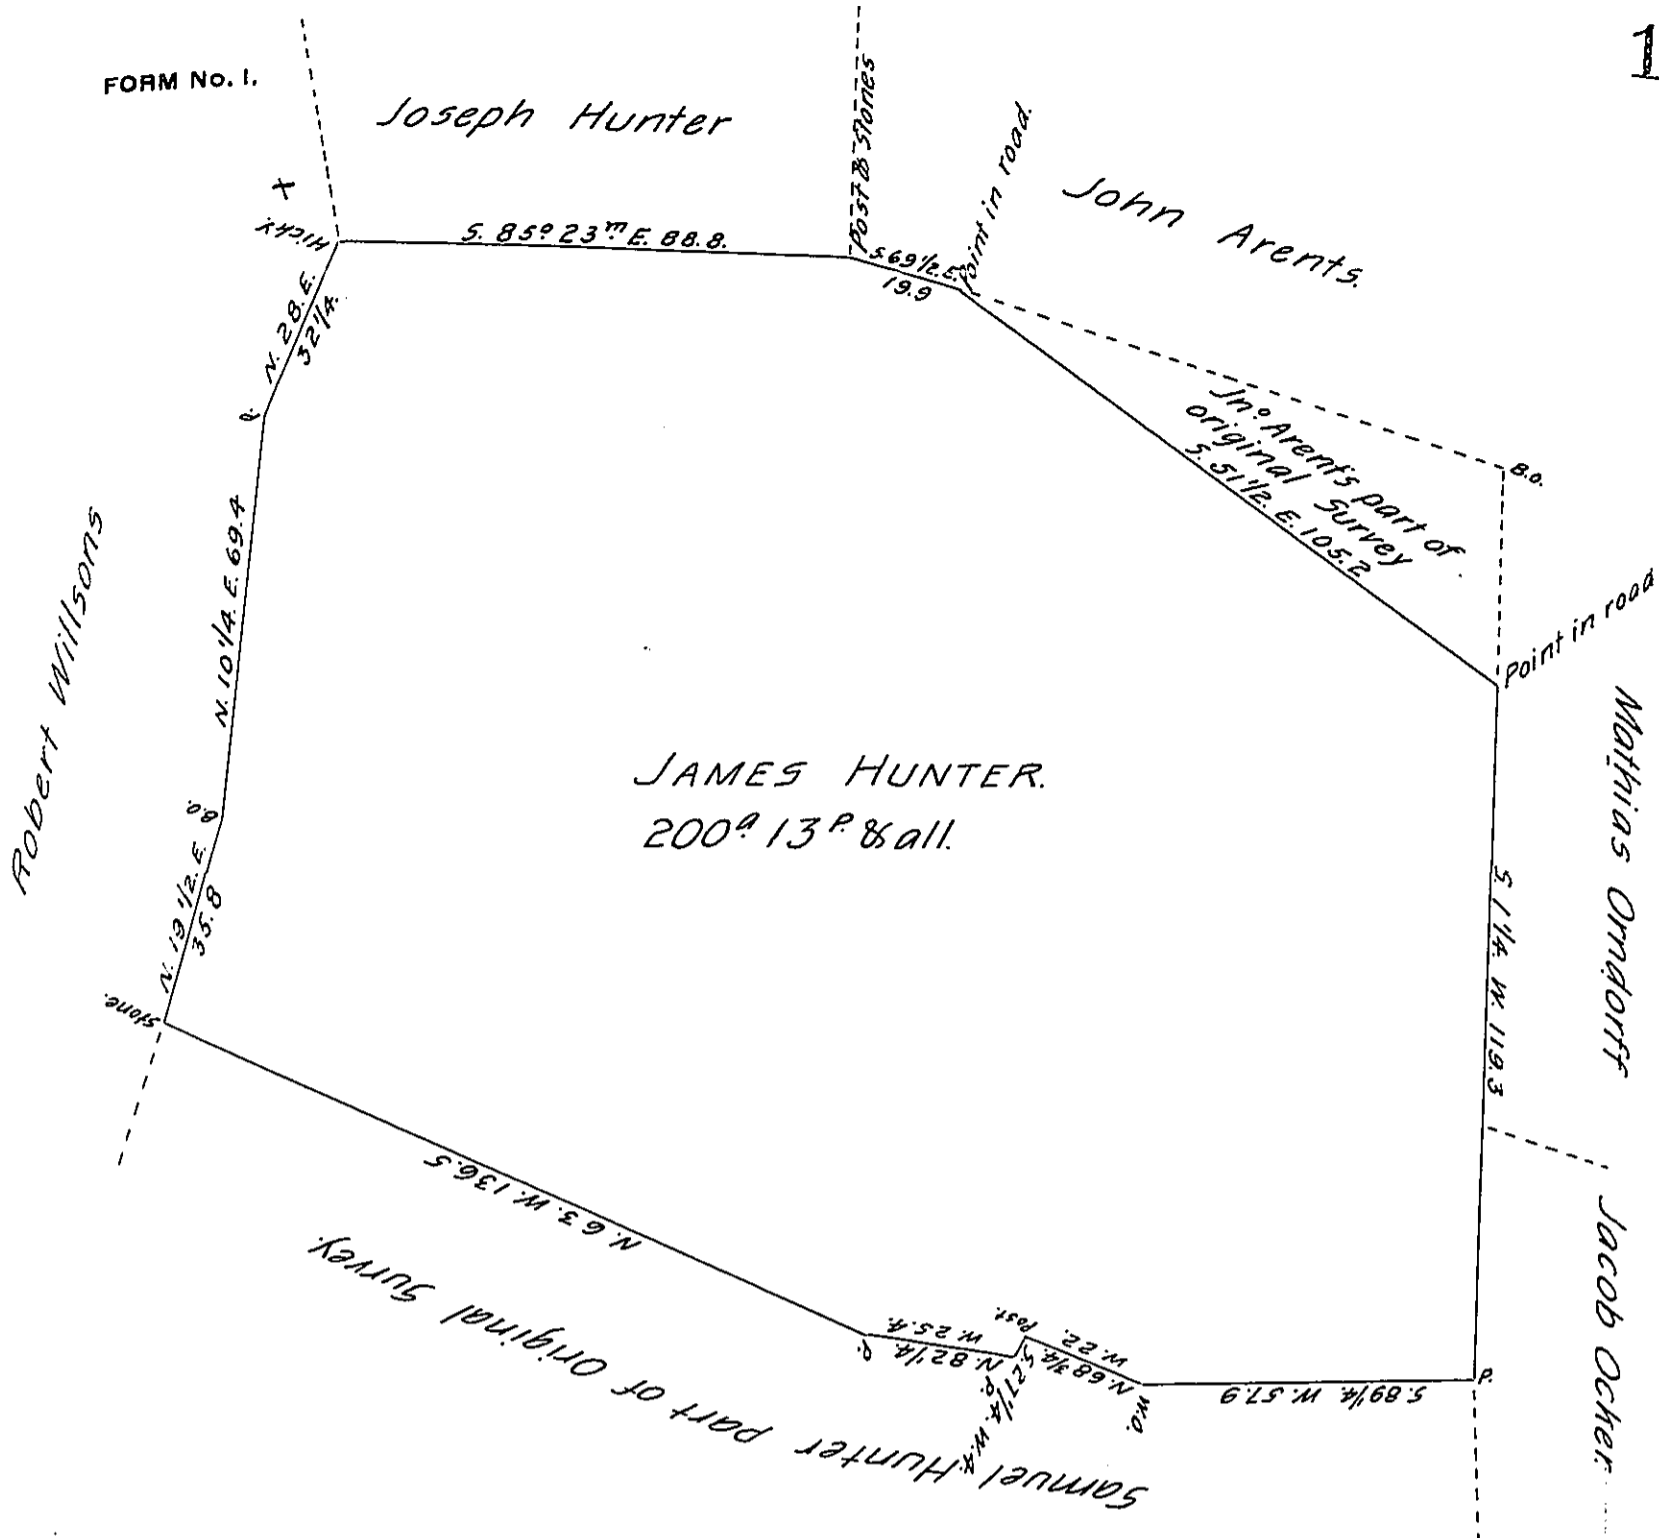 1
FORM No. 1.
Joseph Hunter
Post & Stones
Point in road.
John Arents.
X
Hicky.
S. 85° 23ᵐ E. 88.8.
S. 69 1/2. E.
19.9
N. 28. E.
32 1/4.
P.
Jnº Arents part of
original Survey
S. 51 1/2. E. 105.2
B.O.
Point in road
Robert Willsons
N. 10 1/4. E. 69.4
B.O.
JAMES HUNTER.
200ᵃ 13ᴾ & all.
Mathias Orndorff
S. 1 1/4. W. 119.3
N. 19 1/2. E.
35.8
Stone.
N. 63. W. 136.5
Samuel Hunter part of Original Survey.
P.
N. 82 1/4.
W. 25.4.
P.
S. 27 1/4. W. 4.
Post.
N. 68 3/4.
W. 22.
W.O.
S. 89 1/4. W. 57.9
P.
Jacob Ocker